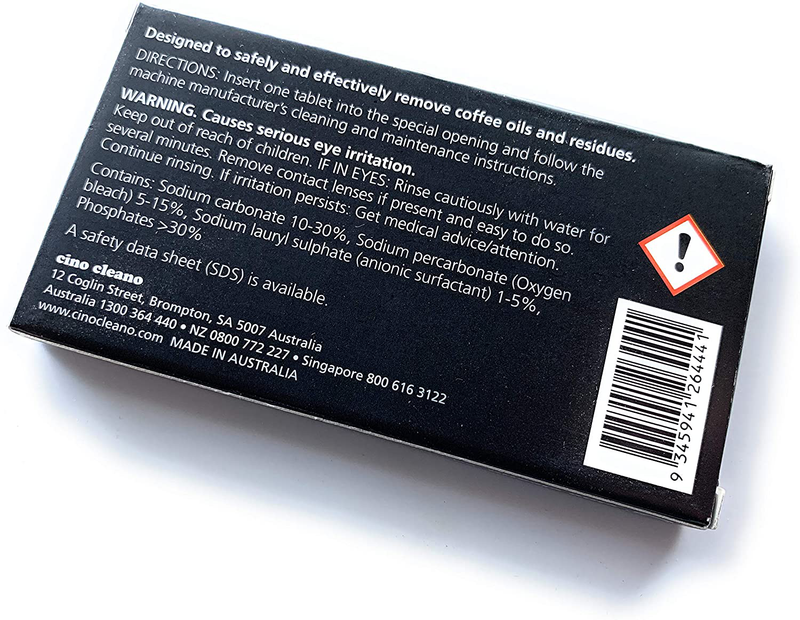 Designed to safely and effectively remove coffee oils and residues.
DIRECTIONS: Insert one tablet into the special opening and follow the
machine manufacturer's cleaning and maintenance instructions.
WARNING. Causes serious eye irritation.
Keep out of reach of children. IF IN EYES: Rinse cautiously with water for
several minutes. Remove contact lenses if present and easy to do so.
Continue rinsing. If irritation persists: Get medical advice/attention.
Contains: Sodium carbonate 10-30%, Sodium percarbonate (Oxygen
bleach) 5-15%, Sodium lauryl sulphate (anionic surfactant) 1-5%,
Phosphates >30%
A safety data sheet (SDS) is available.
cino cleano
12 Coglin Street, Brompton, SA 5007 Australia
Australia 1300 364 440 • NZ 0800 772 227 • Singapore 800 616 3122
www.cinocleano.com MADE IN AUSTRALIA
9 345941 264441